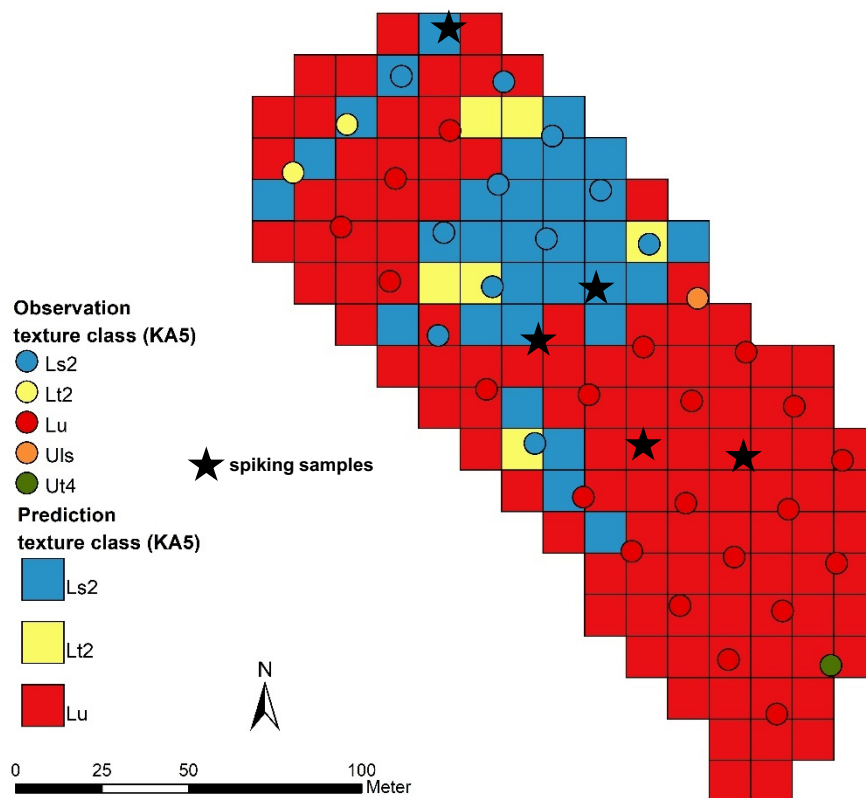 Observation
texture class (KA5)
Ls2
Lt2
Lu
Uls
Ut4
spiking samples
Prediction
texture class (KA5)
Ls2
Lt2
Lu
N
0 25 50 100
Meter